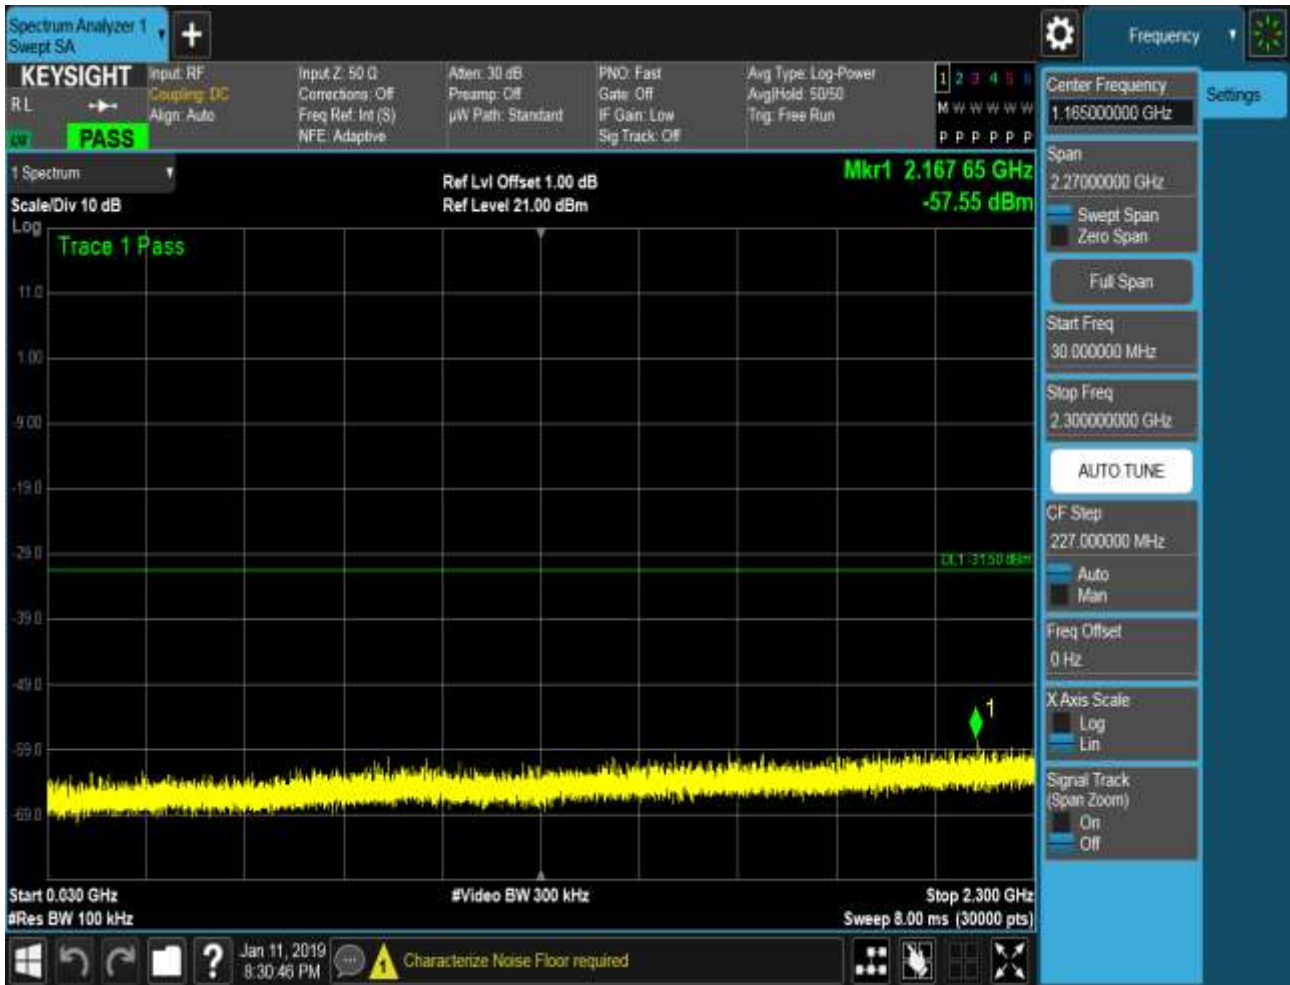 Spectrum Analyzer 1
Swept SA
Frequency
KEYSIGHT
R L
PASS
Input: RF
Coupling: DC
Align: Auto
Input Z: 50 Ω
Corrections: Off
Freq Ref: Int (S)
NFE: Adaptive
Atten: 30 dB
Preamp: Off
µW Path: Standard
PNO: Fast
Gate: Off
IF Gain: Low
Sig Track: Off
Avg Type: Log-Power
Avg|Hold: 50/50
Trig: Free Run
1 2 3 4 5 6
M W W W W W
P P P P P P
1 Spectrum
Scale/Div 10 dB
Ref Lvl Offset 1.00 dB
Ref Level 21.00 dBm
Mkr1 2.167 65 GHz
-57.55 dBm
Log
Trace 1 Pass
11.0
1.00
-9.00
-19.0
-29.0
DL1 -31.50 dBm
-39.0
-49.0
1
-59.0
-69.0
Start 0.030 GHz
#Res BW 100 kHz
#Video BW 300 kHz
Stop 2.300 GHz
Sweep 8.00 ms (30000 pts)
Center Frequency
1.165000000 GHz
Settings
Span
2.27000000 GHz
Swept Span
Zero Span
Full Span
Start Freq
30.000000 MHz
Stop Freq
2.300000000 GHz
AUTO TUNE
CF Step
227.000000 MHz
Auto
Man
Freq Offset
0 Hz
X Axis Scale
Log
Lin
Signal Track
(Span Zoom)
On
Off
?
Jan 11, 2019
8:30:46 PM
1
Characterize Noise Floor required